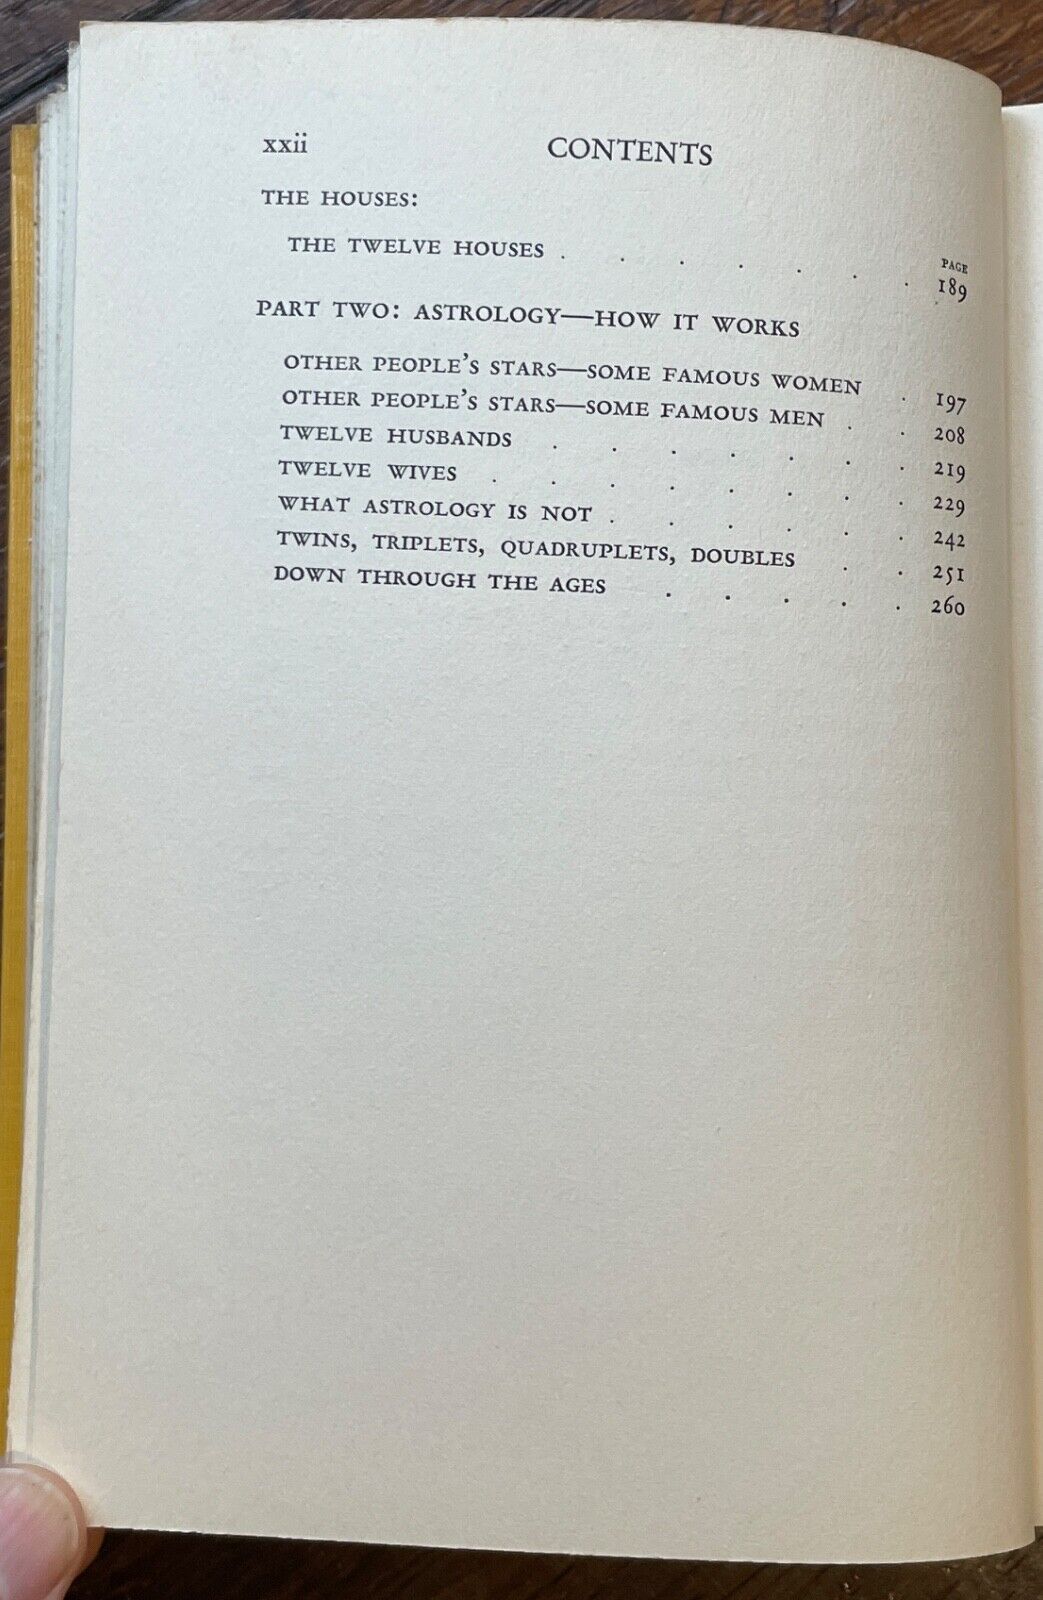 xxii CONTENTS
THE HOUSES:
PAGE
THE TWELVE HOUSES . . . . . . . 189
PART TWO: ASTROLOGY—HOW IT WORKS
OTHER PEOPLE'S STARS—SOME FAMOUS WOMEN . 197
OTHER PEOPLE'S STARS—SOME FAMOUS MEN . . 208
TWELVE HUSBANDS . . . . . . . 219
TWELVE WIVES . . . . . . . . 229
WHAT ASTROLOGY IS NOT . . . . . . 242
TWINS, TRIPLETS, QUADRUPLETS, DOUBLES . . 251
DOWN THROUGH THE AGES . . . . . 260